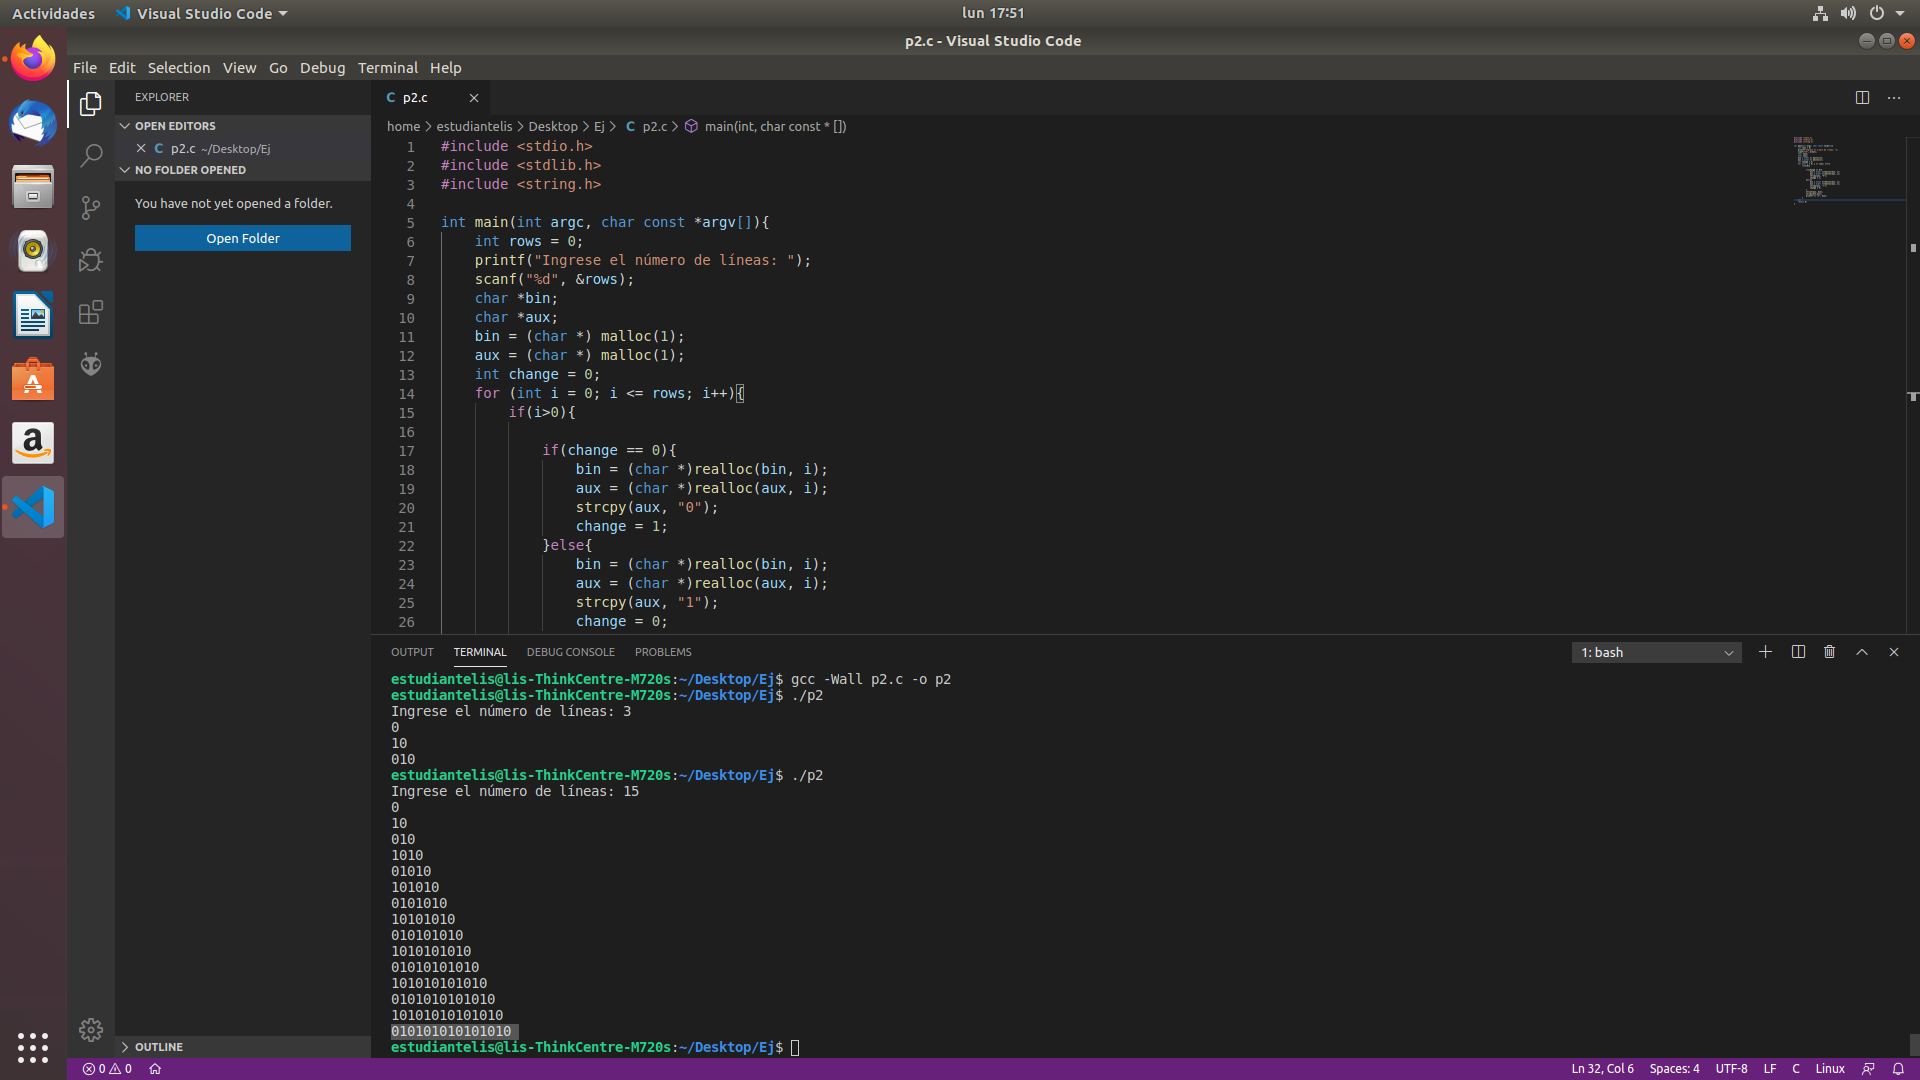 Actividades
Visual Studio Code
lun 17:51
p2.c - Visual Studio Code
File Edit Selection View Go Debug Terminal Help
EXPLORER
OPEN EDITORS
p2.c ~/Desktop/Ej
NO FOLDER OPENED
You have not yet opened a folder.
Open Folder
OUTLINE
C p2.c
home > estudiantelis > Desktop > Ej > C p2.c > main(int, char const * [])
1 #include <stdio.h>
2 #include <stdlib.h>
3 #include <string.h>
4
5 int main(int argc, char const *argv[]){
6 int rows = 0;
7 printf("Ingrese el número de líneas: ");
8 scanf("%d", &rows);
9 char *bin;
10 char *aux;
11 bin = (char *) malloc(1);
12 aux = (char *) malloc(1);
13 int change = 0;
14 for (int i = 0; i <= rows; i++){
15 if(i>0){
16
17 if(change == 0){
18 bin = (char *)realloc(bin, i);
19 aux = (char *)realloc(aux, i);
20 strcpy(aux, "0");
21 change = 1;
22 }else{
23 bin = (char *)realloc(bin, i);
24 aux = (char *)realloc(aux, i);
25 strcpy(aux, "1");
26 change = 0;
OUTPUT TERMINAL DEBUG CONSOLE PROBLEMS
1: bash
estudiantelis@lis-ThinkCentre-M720s:~/Desktop/Ej$ gcc -Wall p2.c -o p2
estudiantelis@lis-ThinkCentre-M720s:~/Desktop/Ej$ ./p2
Ingrese el número de líneas: 3
0
10
010
estudiantelis@lis-ThinkCentre-M720s:~/Desktop/Ej$ ./p2
Ingrese el número de líneas: 15
0
10
010
1010
01010
101010
0101010
10101010
010101010
1010101010
01010101010
101010101010
0101010101010
10101010101010
010101010101010
estudiantelis@lis-ThinkCentre-M720s:~/Desktop/Ej$
0 0
Ln 32, Col 6 Spaces: 4 UTF-8 LF C Linux